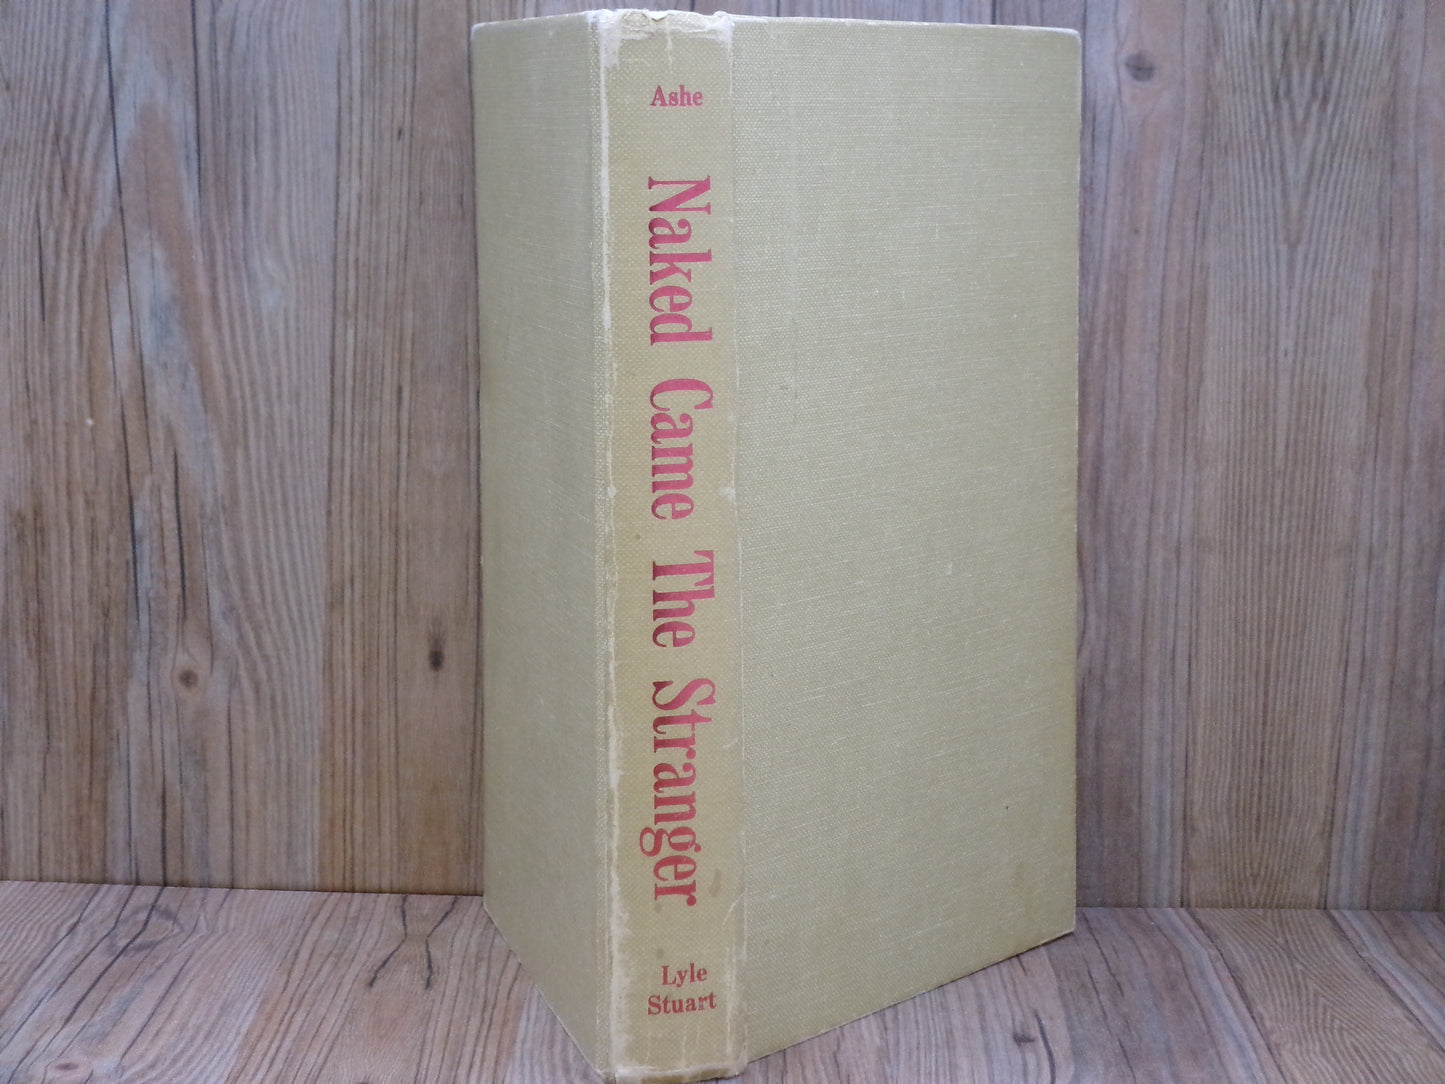 Ashe
Naked Came The Stranger
Lyle
Stuart